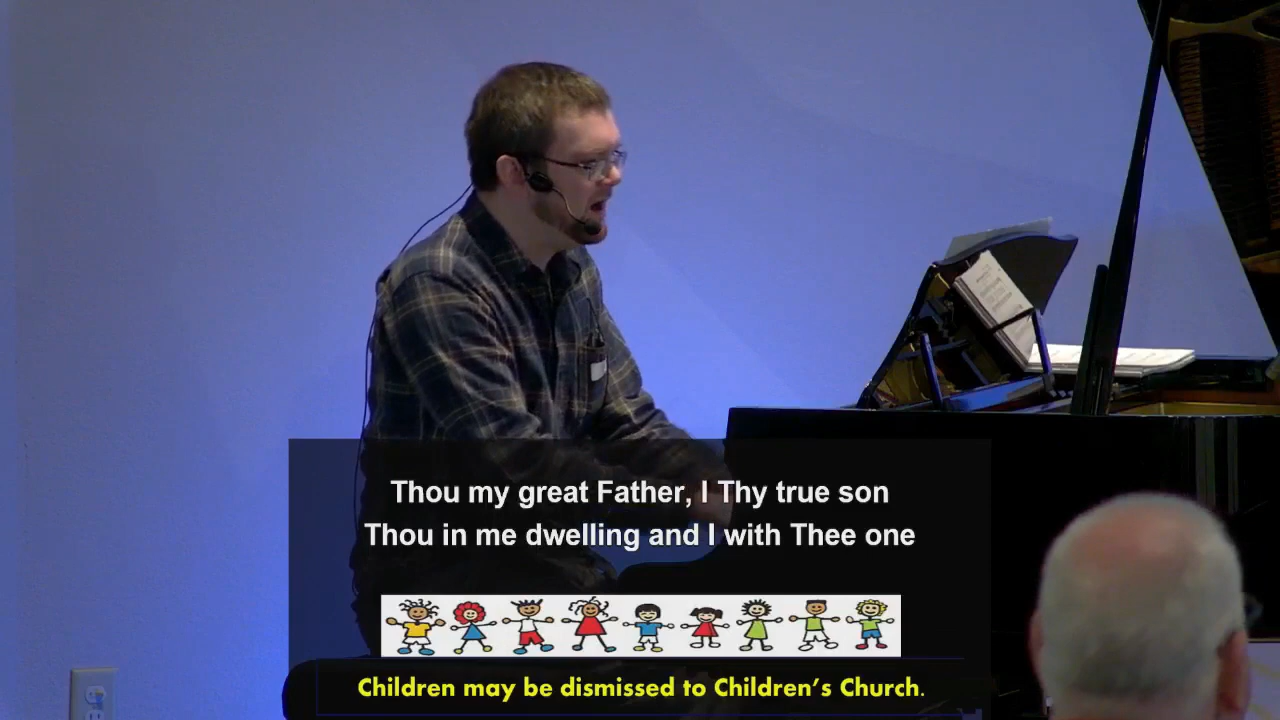 Thou my great Father, I Thy true son
Thou in me dwelling and I with Thee one
Children may be dismissed to Children's Church.